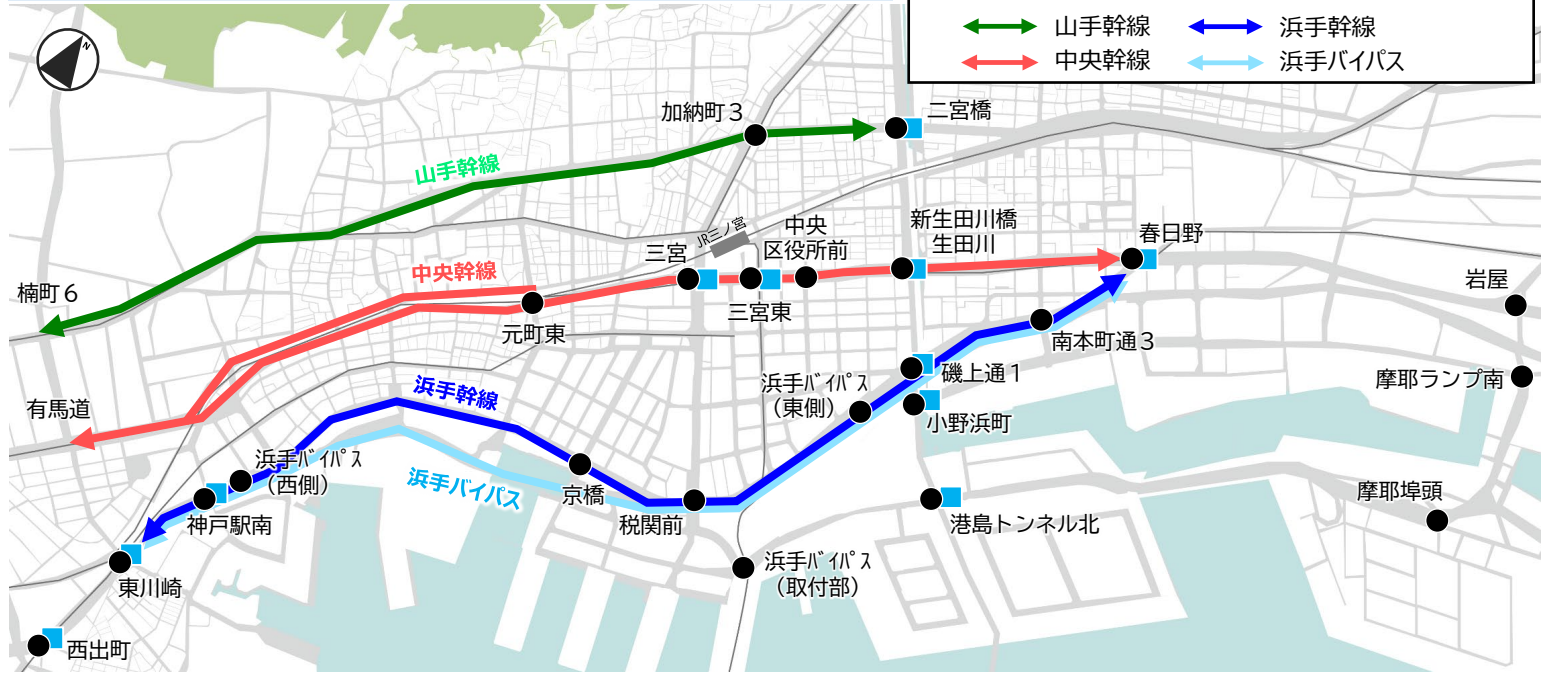 山手幹線
浜手幹線
中央幹線
浜手バイパス
N
加納町3
二宮橋
山手幹線
JR三ノ宮
三宮
中央
区役所前
新生田川橋
生田川
春日野
中央幹線
楠町6
元町東
三宮東
岩屋
南本町通3
磯上通1
摩耶ランプ南
浜手バイパス
(東側)
浜手幹線
有馬道
小野浜町
浜手バイパス
(西側)
浜手バイパス
京橋
税関前
神戸駅南
港島トンネル北
摩耶埠頭
浜手バイパス
(取付部)
東川崎
西出町